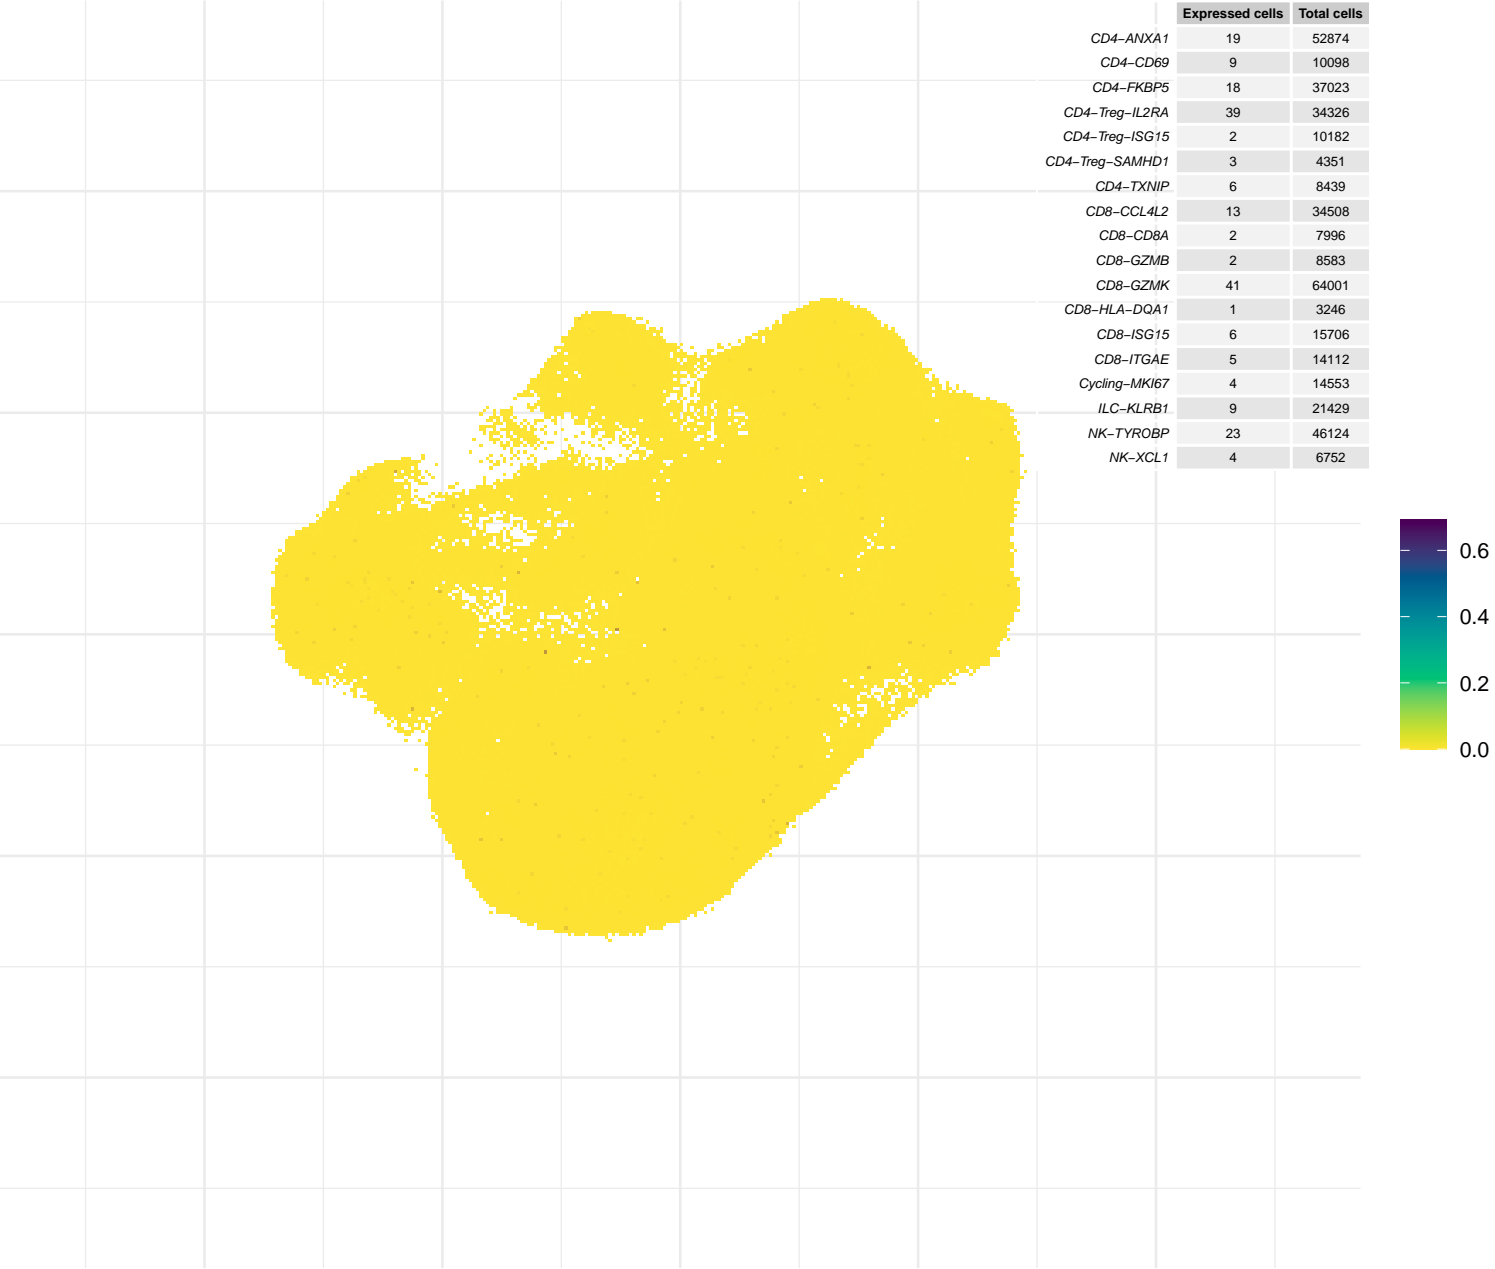 Expressed cells Total cells
CD4−ANXA1 19 52874
CD4−CD69 9 10098
CD4−FKBP5 18 37023
CD4−Treg−IL2RA 39 34326
CD4−Treg−ISG15 2 10182
CD4−Treg−SAMHD1 3 4351
CD4−TXNIP 6 8439
CD8−CCL4L2 13 34508
CD8−CD8A 2 7996
CD8−GZMB 2 8583
CD8−GZMK 41 64001
CD8−HLA−DQA1 1 3246
CD8−ISG15 6 15706
CD8−ITGAE 5 14112
Cycling−MKI67 4 14553
ILC−KLRB1 9 21429
NK−TYROBP 23 46124
NK−XCL1 4 6752
0.6
0.4
0.2
0.0